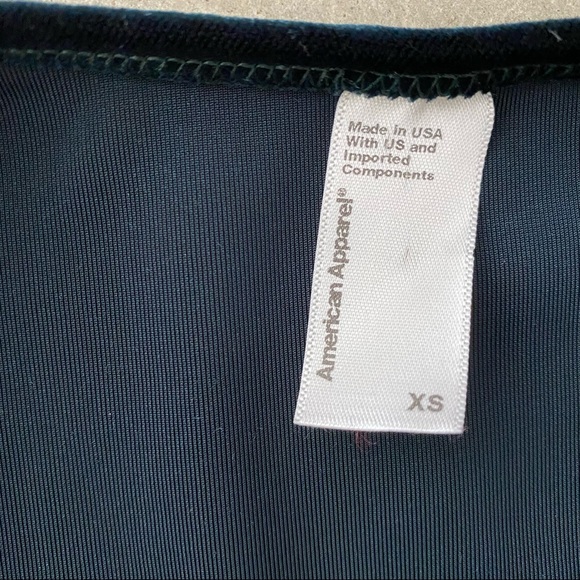 Made in USA
With US and
Imported
Components
American Apparel®
XS